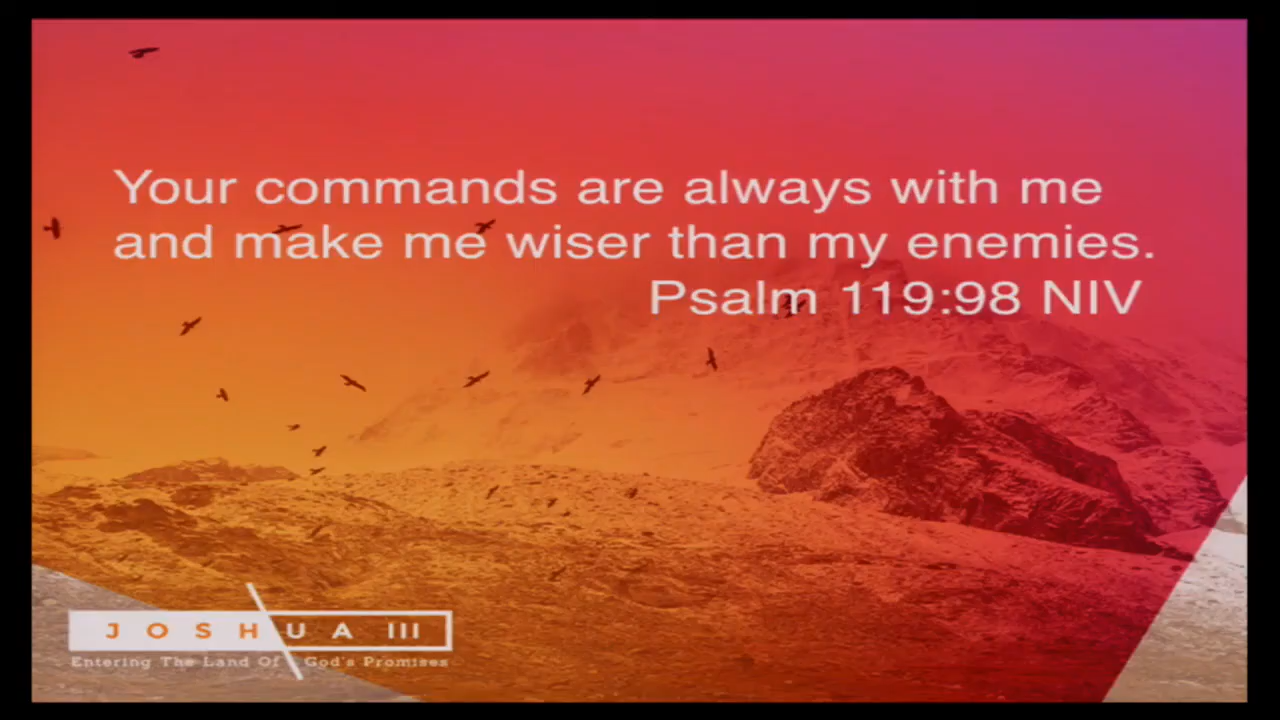 Your commands are always with me
and make me wiser than my enemies.
Psalm 119:98 NIV
JOSHUA III
Entering The Land Of God's Promises